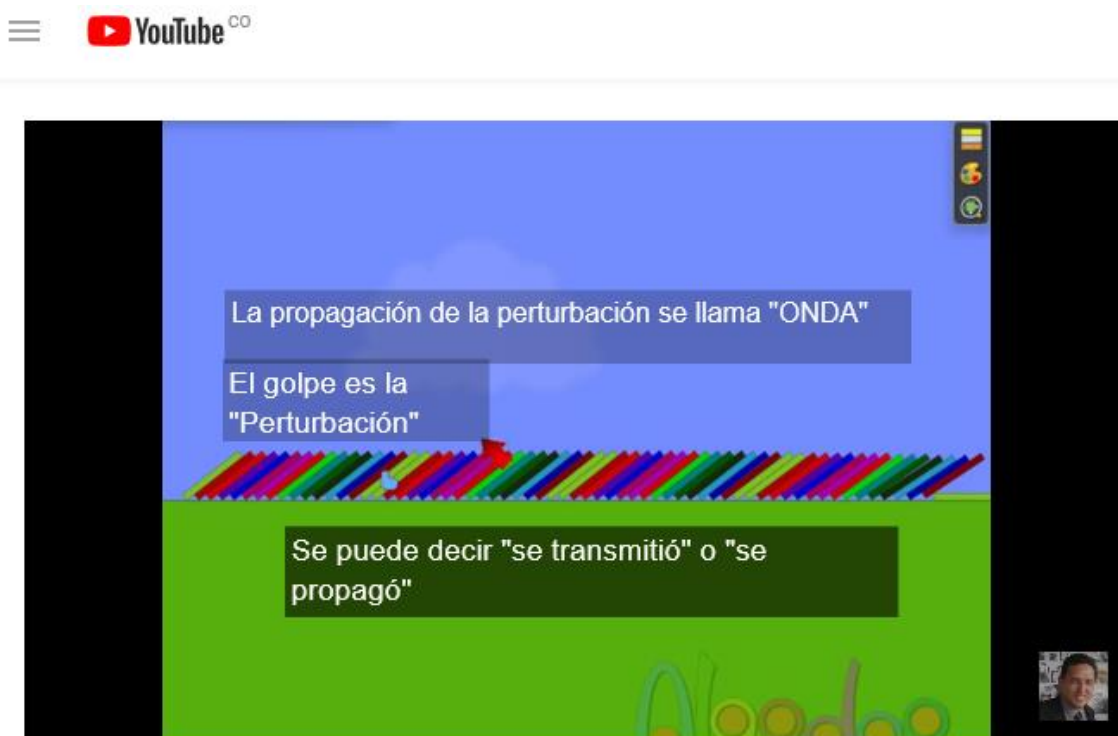 YouTube CO
La propagación de la perturbación se llama "ONDA"
El golpe es la
"Perturbación"
Se puede decir "se transmitió" o "se
propagó"
Algodoo